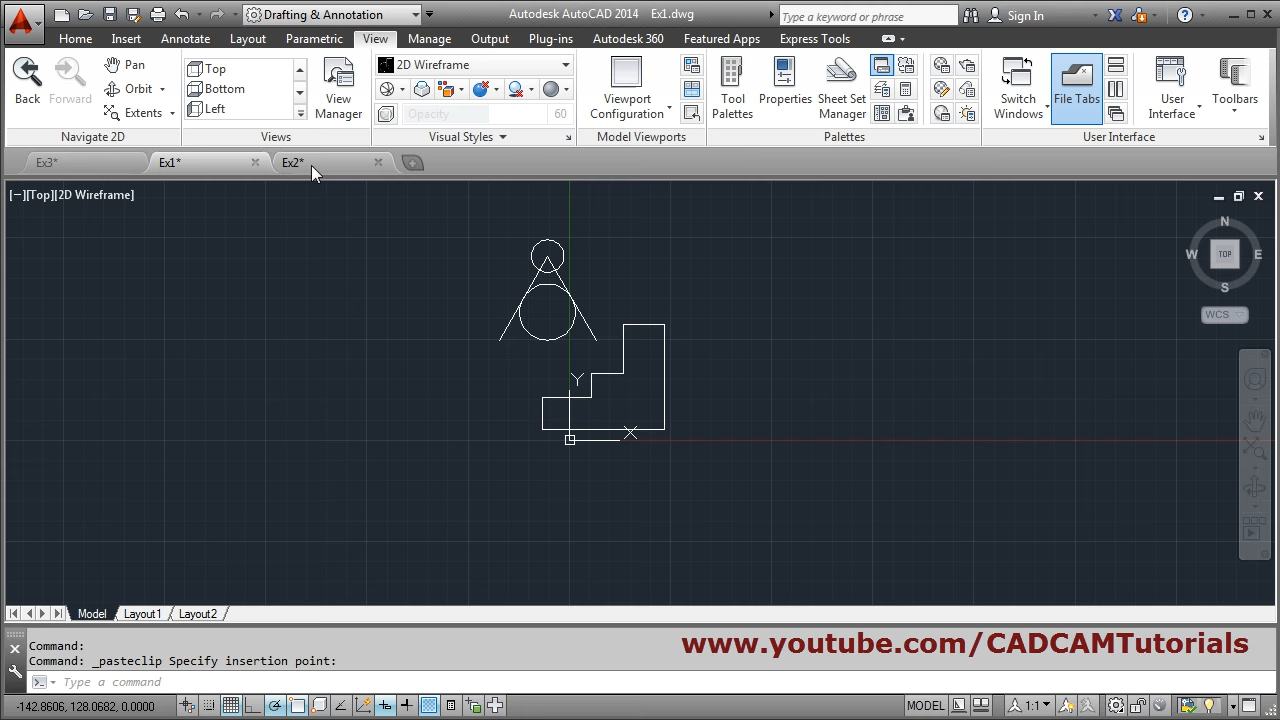 Drafting & Annotation
Autodesk AutoCAD 2014 Ex1.dwg
Type a keyword or phrase
Sign In
Home Insert Annotate Layout Parametric View Manage Output Plug-ins Autodesk 360 Featured Apps Express Tools
Back
Forward
Pan
Orbit
Extents
Navigate 2D
Top
Bottom
Left
View
Manager
Views
2D Wireframe
Opacity 60
Visual Styles
Viewport
Configuration
Model Viewports
Tool
Palettes
Properties
Sheet Set
Manager
Palettes
Switch
Windows
File Tabs
User
Interface
Toolbars
User Interface
Ex3* Ex1* Ex2*
[−][Top][2D Wireframe]
N
W TOP E
S
WCS
Y
X
Model Layout1 Layout2
Command:
Command: _pasteclip Specify insertion point:
www.youtube.com/CADCAMTutorials
Type a command
-142.8606, 128.0682, 0.0000
MODEL
1:1